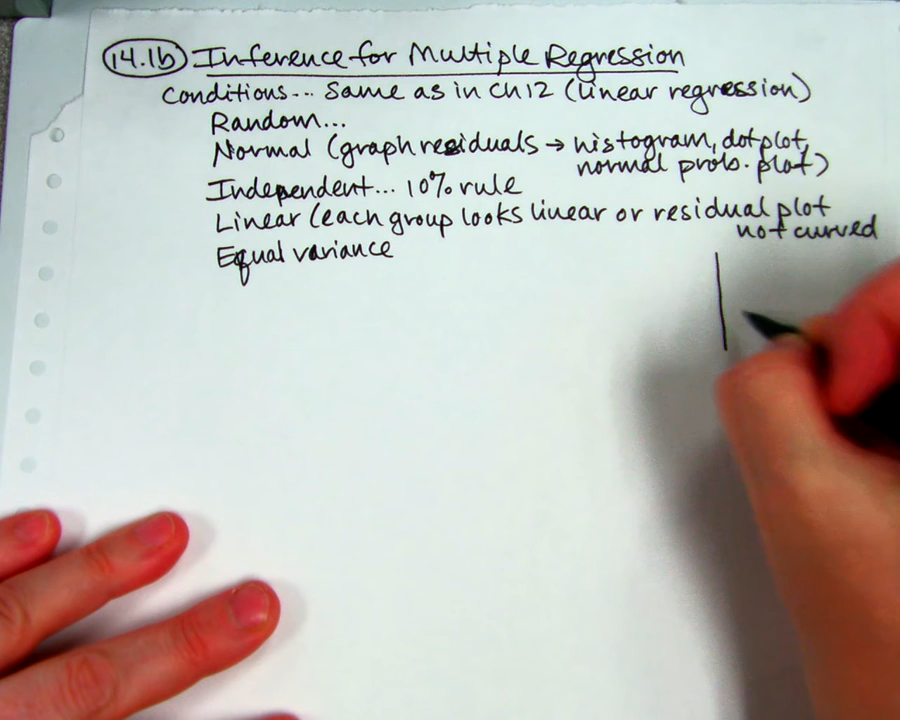 14.1b Inference for Multiple Regression
Conditions... Same as in Ch12 (linear regression)
Random...
Normal (graph residuals → histogram, dotplot,
normal prob. plot)
Independent... 10% rule
Linear (each group looks linear or residual plot
not curved
Equal variance